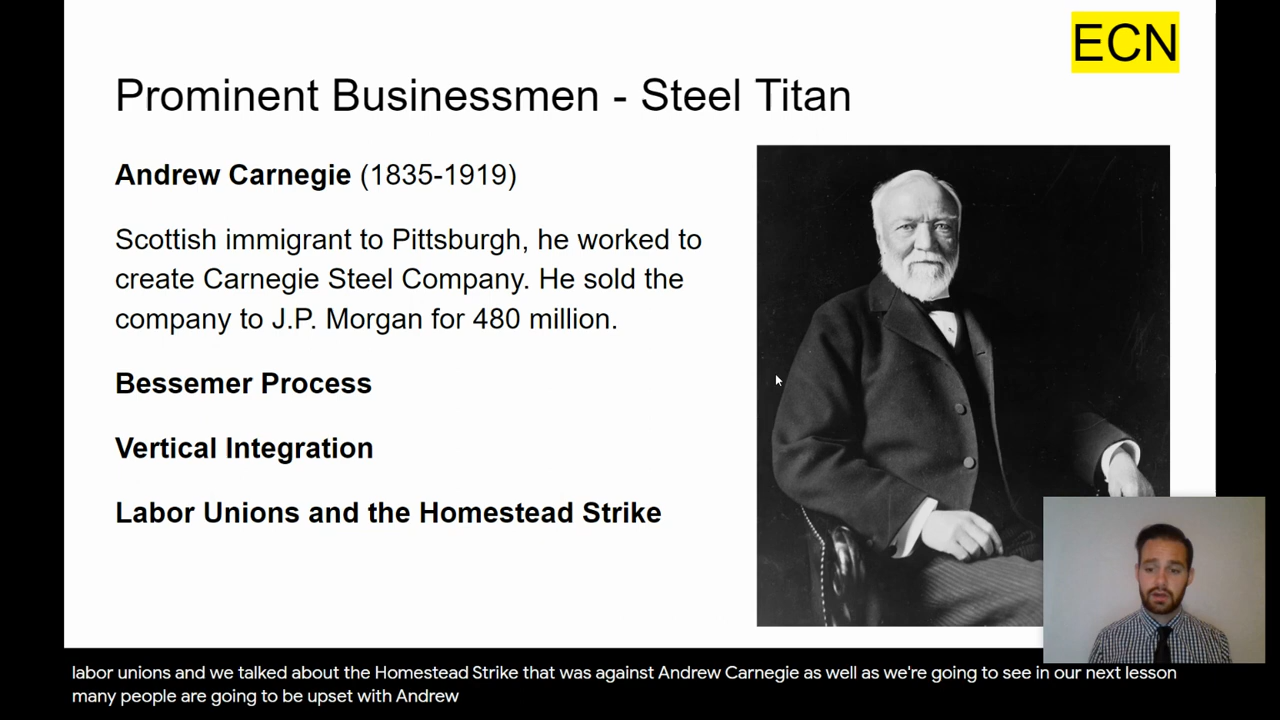 ECN
Prominent Businessmen - Steel Titan
Andrew Carnegie (1835-1919)
Scottish immigrant to Pittsburgh, he worked to
create Carnegie Steel Company. He sold the
company to J.P. Morgan for 480 million.
Bessemer Process
Vertical Integration
Labor Unions and the Homestead Strike
labor unions and we talked about the Homestead Strike that was against Andrew Carnegie as well as we're going to see in our next lesson
many people are going to be upset with Andrew